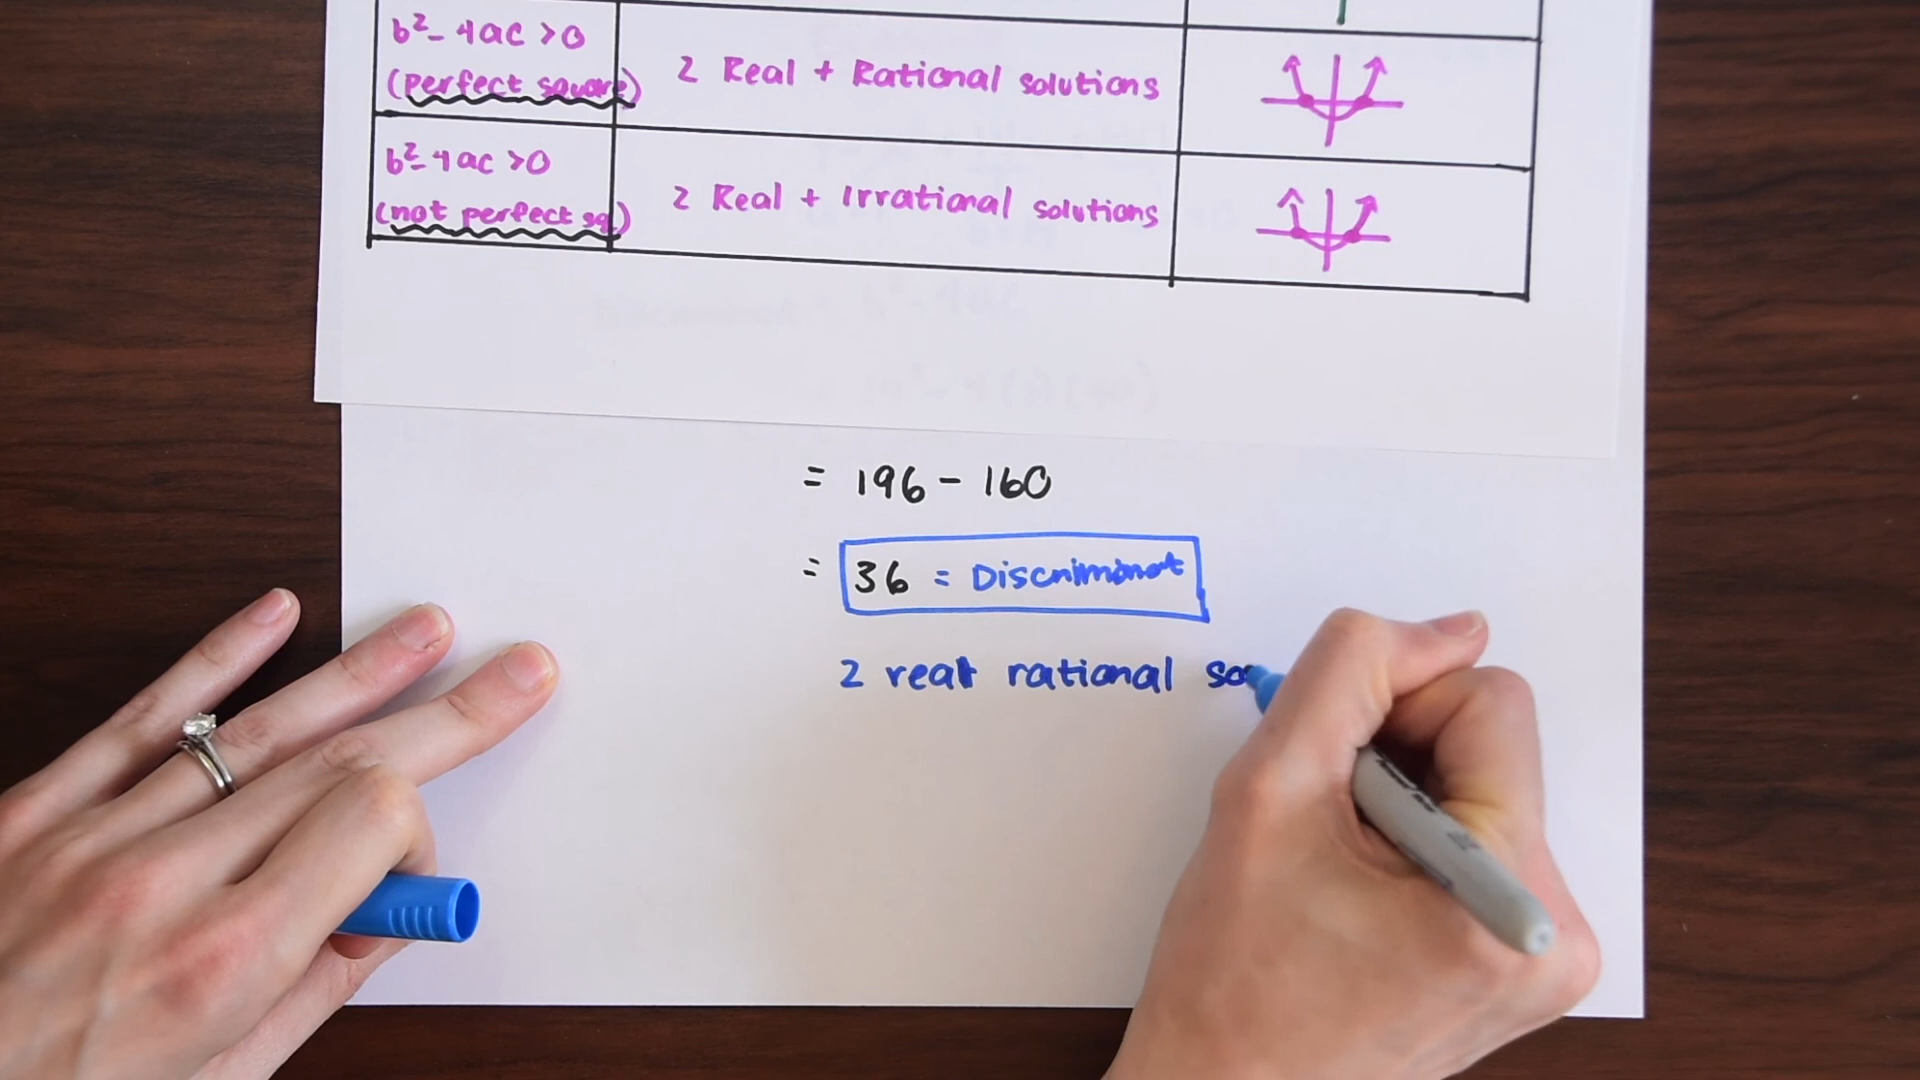 b² - 4ac > 0
(perfect square)
2 Real + Rational solutions
b² - 4ac > 0
(not perfect sq.)
2 Real + Irrational solutions
= 196 - 160
= 36 = Discriminant
2 real rational so